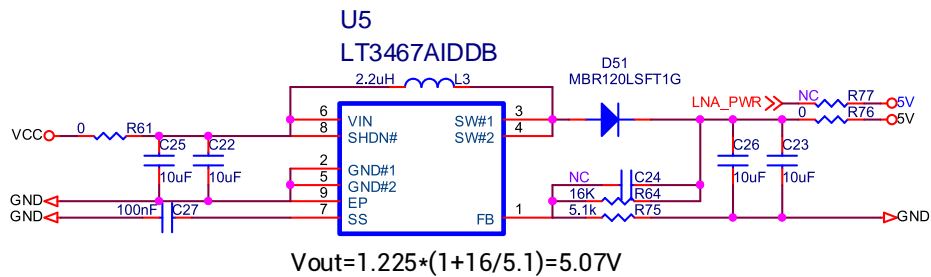 U5
LT3467AIDDB
D51
MBR120LSFT1G
2.2uH L3
LNA_PWR NC R77 5V
VCC 0 R61
6 VIN SW#1 3
0 R76 5V
8 SHDN# SW#2 4
C25 C22 C26 C23
10uF 10uF 10uF 10uF
2 GND#1
5 GND#2
NC C24
GND 9 EP
16K R64
GND 100nF C27 7 SS FB 1 5.1k R75 GND
Vout=1.225*(1+16/5.1)=5.07V